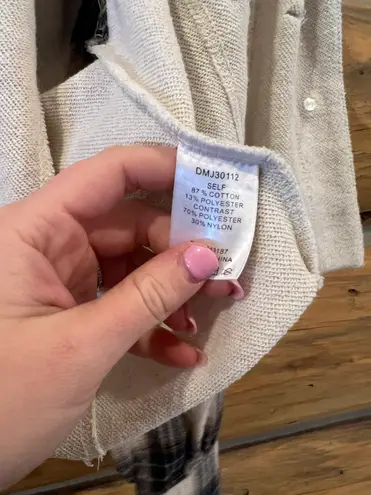 DMJ30112
SELF
87% COTTON
13% POLYESTER
CONTRAST
70% POLYESTER
30% NYLON